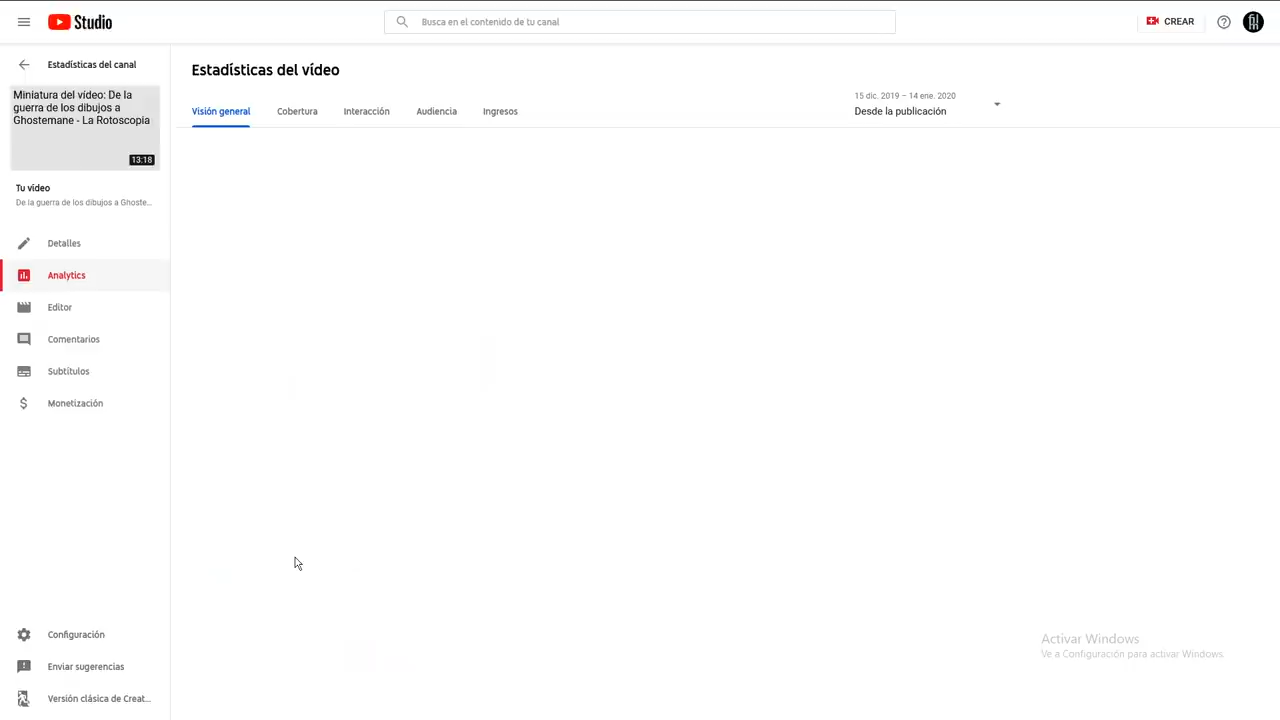 Studio
Busca en el contenido de tu canal
CREAR
Estadísticas del canal
Miniatura del vídeo: De la
guerra de los dibujos a
Ghostemane - La Rotoscopia
13:18
Tu vídeo
De la guerra de los dibujos a Ghoste...
Detalles
Analytics
Editor
Comentarios
Subtítulos
Monetización
Configuración
Enviar sugerencias
Versión clásica de Creat...
Estadísticas del vídeo
Visión general
Cobertura
Interacción
Audiencia
Ingresos
15 dic. 2019 – 14 ene. 2020
Desde la publicación
Activar Windows
Ve a Configuración para activar Windows.